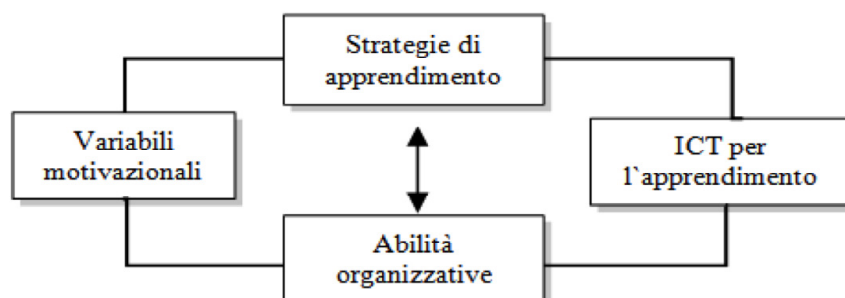 Strategie di
apprendimento
Variabili
motivazionali
ICT per
l`apprendimento
Abilità
organizzative